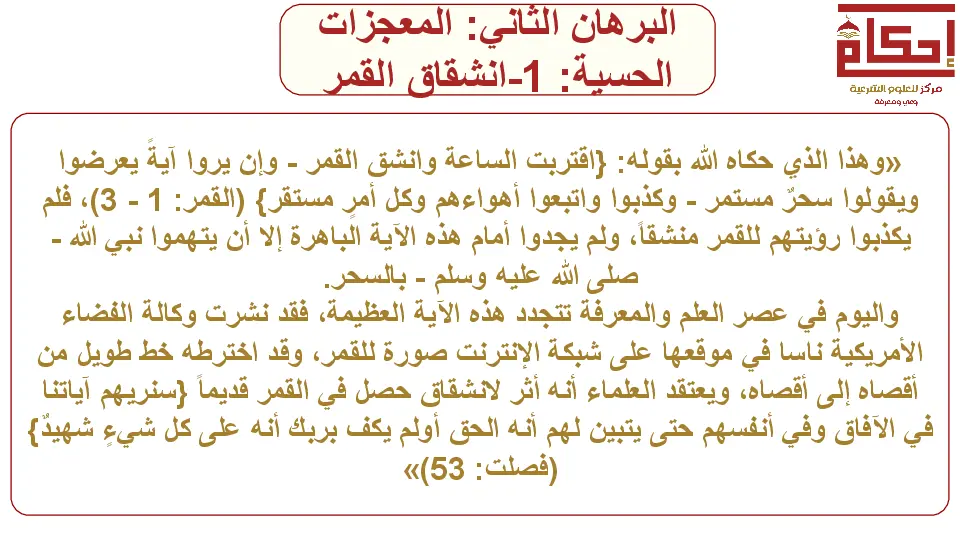 البرهان الثاني: المعجزات
الحسية: 1-انشقاق القمر
إحكام
مركز للعلوم الشرعية
وعي ومعرفة
«وهذا الذي حكاه الله بقوله: {اقتربت الساعة وانشق القمر - وإن يروا آيةً يعرضوا
ويقولوا سحرٌ مستمر - وكذبوا واتبعوا أهواءهم وكل أمرٍ مستقر} (القمر: 1 - 3)، فلم
يكذبوا رؤيتهم للقمر منشقاً، ولم يجدوا أمام هذه الآية الباهرة إلا أن يتهموا نبي الله -
صلى الله عليه وسلم - بالسحر.
واليوم في عصر العلم والمعرفة تتجدد هذه الآية العظيمة، فقد نشرت وكالة الفضاء
الأمريكية ناسا في موقعها على شبكة الإنترنت صورة للقمر، وقد اخترطه خط طويل من
أقصاه إلى أقصاه، ويعتقد العلماء أنه أثر لانشقاق حصل في القمر قديماً {سنريهم آياتنا
في الآفاق وفي أنفسهم حتى يتبين لهم أنه الحق أولم يكف بربك أنه على كل شيءٍ شهيدٌ}
(فصلت: 53)»